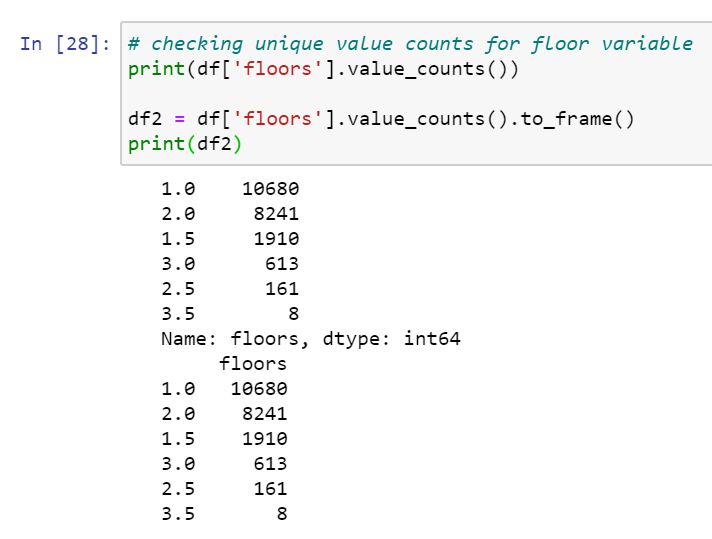 In [28]: # checking unique value counts for floor variable
print(df['floors'].value_counts())
df2 = df['floors'].value_counts().to_frame()
print(df2)
1.0 10680
2.0 8241
1.5 1910
3.0 613
2.5 161
3.5 8
Name: floors, dtype: int64
floors
1.0 10680
2.0 8241
1.5 1910
3.0 613
2.5 161
3.5 8